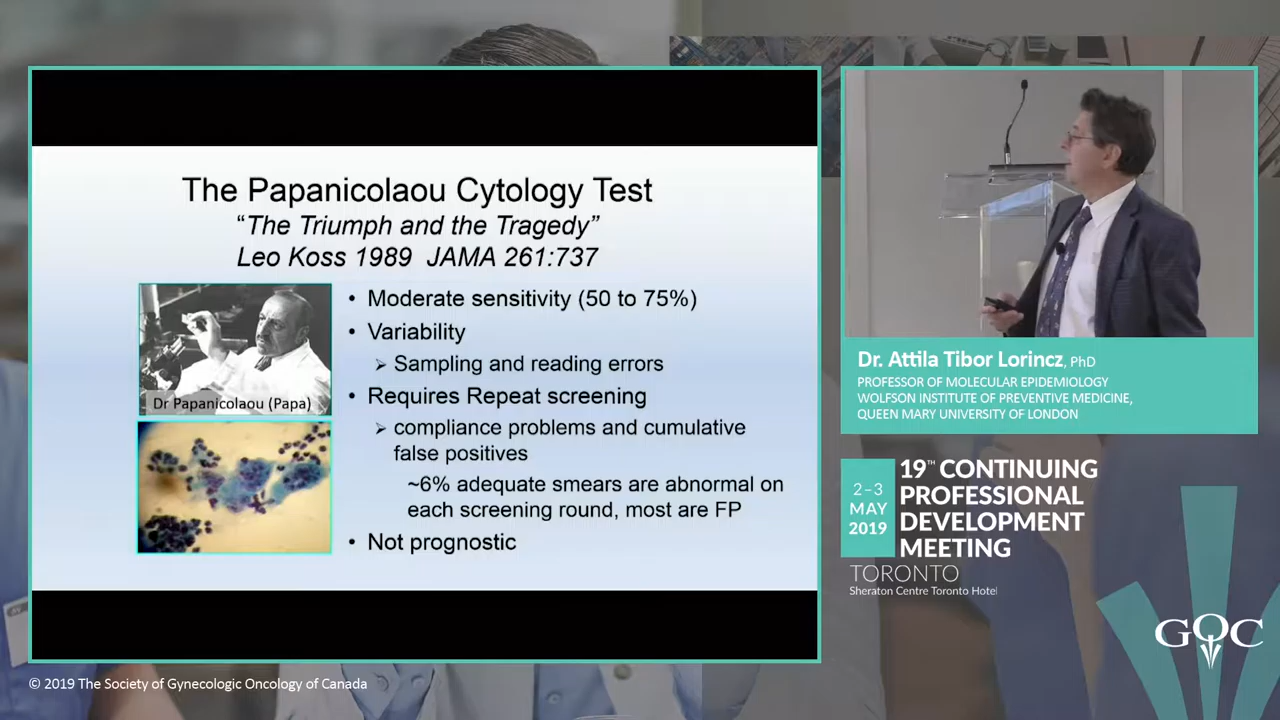 The Papanicolaou Cytology Test
“The Triumph and the Tragedy”
Leo Koss 1989 JAMA 261:737
Dr Papanicolaou (Papa)
• Moderate sensitivity (50 to 75%)
• Variability
➢ Sampling and reading errors
• Requires Repeat screening
➢ compliance problems and cumulative
false positives
~6% adequate smears are abnormal on
each screening round, most are FP
• Not prognostic
Dr. Attila Tibor Lorincz, PhD
PROFESSOR OF MOLECULAR EPIDEMIOLOGY
WOLFSON INSTITUTE OF PREVENTIVE MEDICINE,
QUEEN MARY UNIVERSITY OF LONDON
2–3
MAY
2019
19™ CONTINUING
PROFESSIONAL
DEVELOPMENT
MEETING
TORONTO
Sheraton Centre Toronto Hotel
GOC
© 2019 The Society of Gynecologic Oncology of Canada